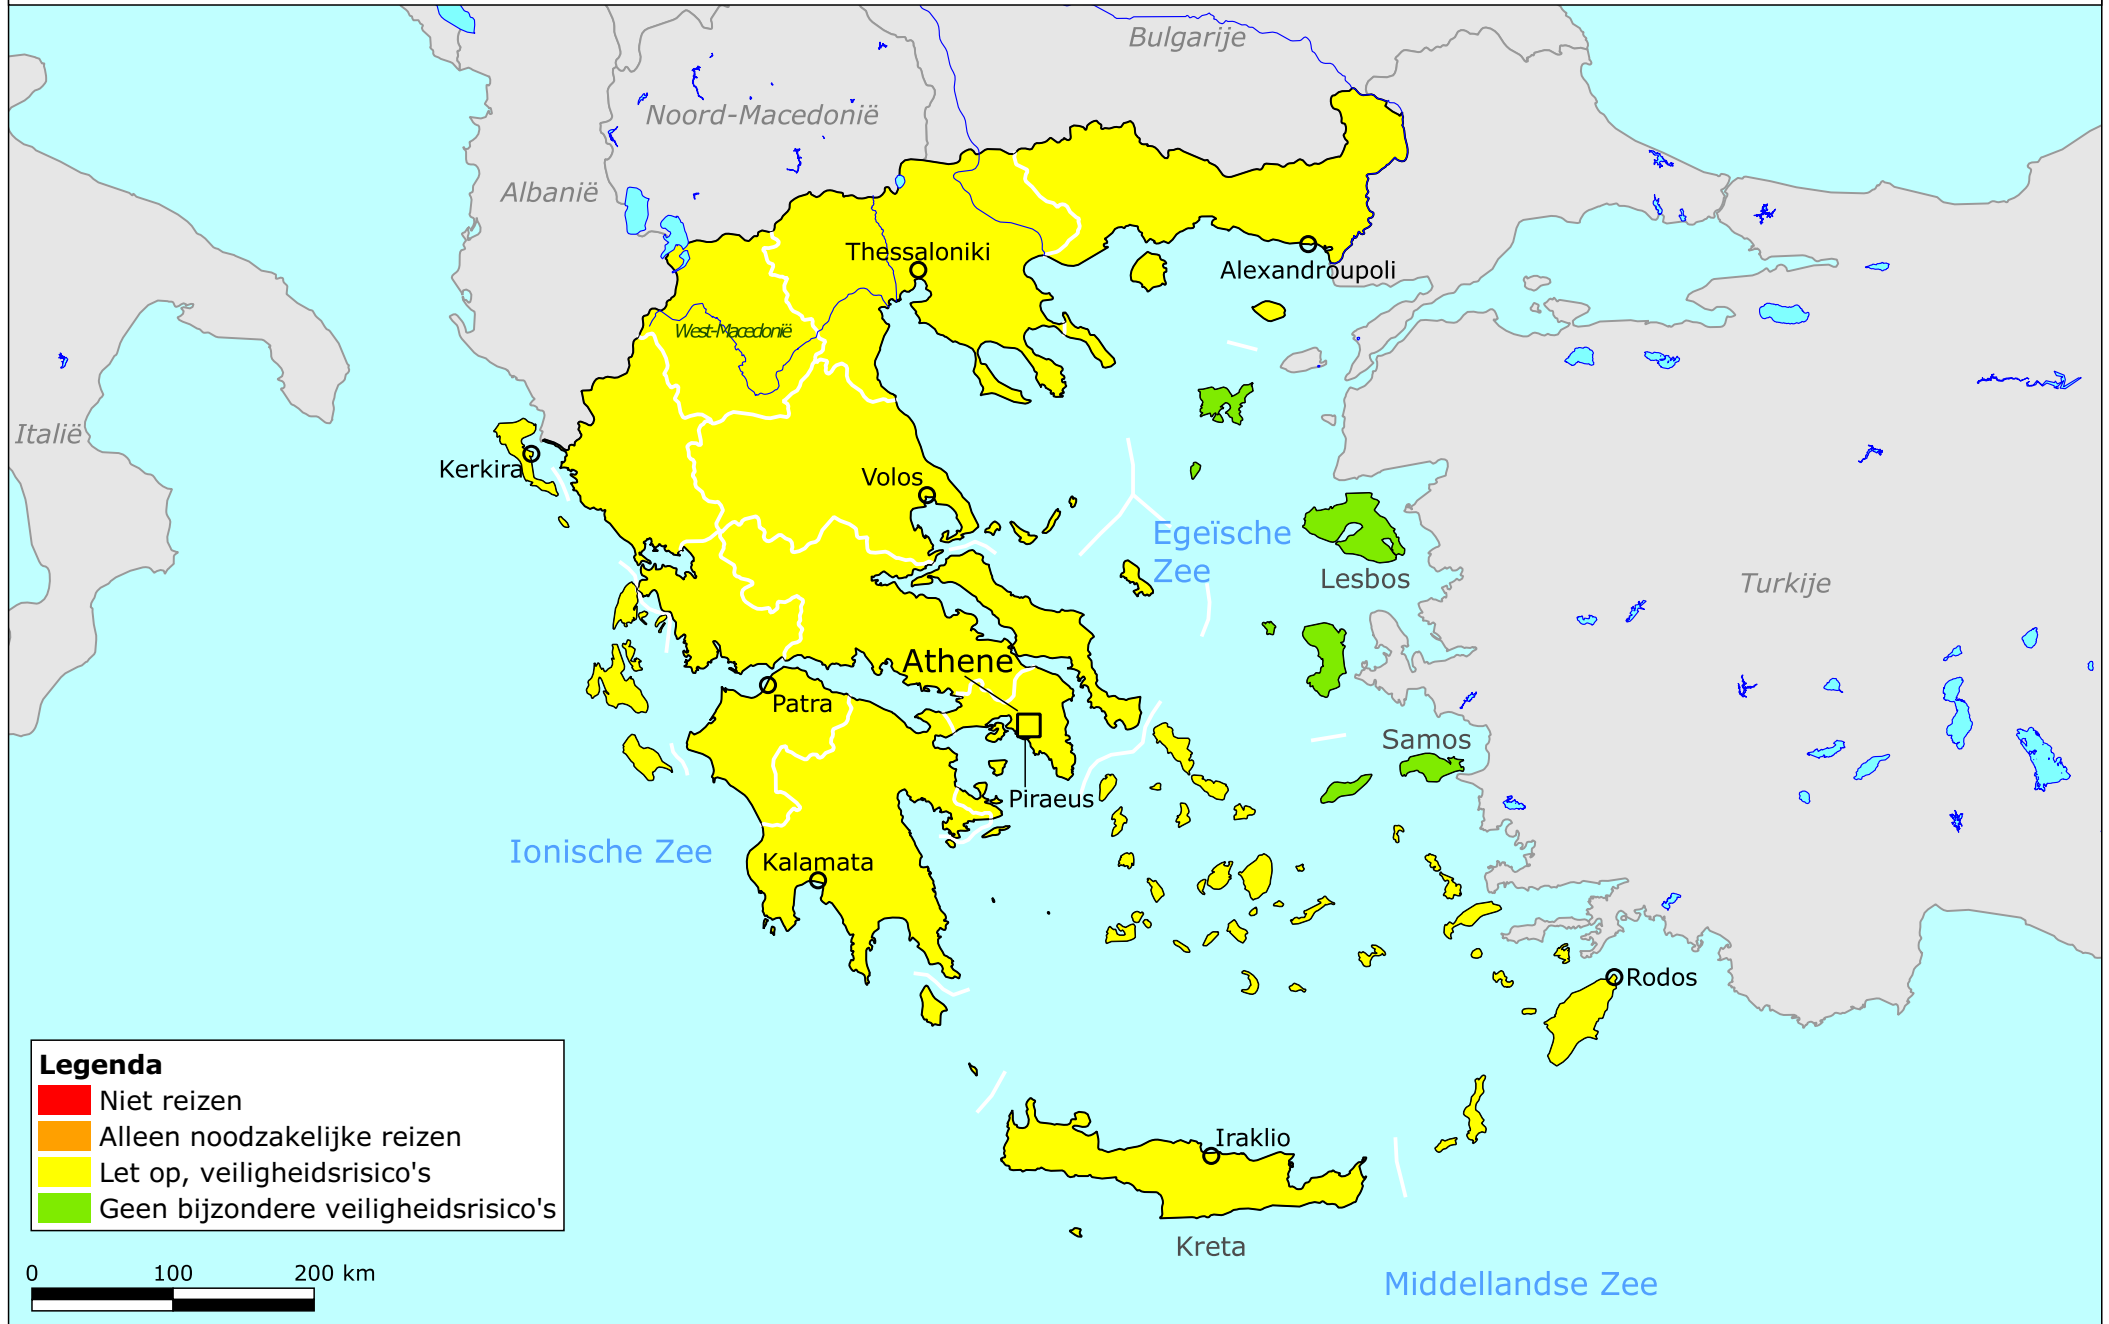 Bulgarije
Noord-Macedonië
Albanië
Thessaloniki
Alexandroupoli
West-Macedonië
Italië
Kerkira
Volos
Egeïsche
Zee
Lesbos
Turkije
Athene
Patra
Samos
Piraeus
Ionische Zee
Kalamata
Rodos
Legenda
Niet reizen
Alleen noodzakelijke reizen
Let op, veiligheidsrisico's
Geen bijzondere veiligheidsrisico's
Iraklio
Kreta
0 100 200 km
Middellandse Zee